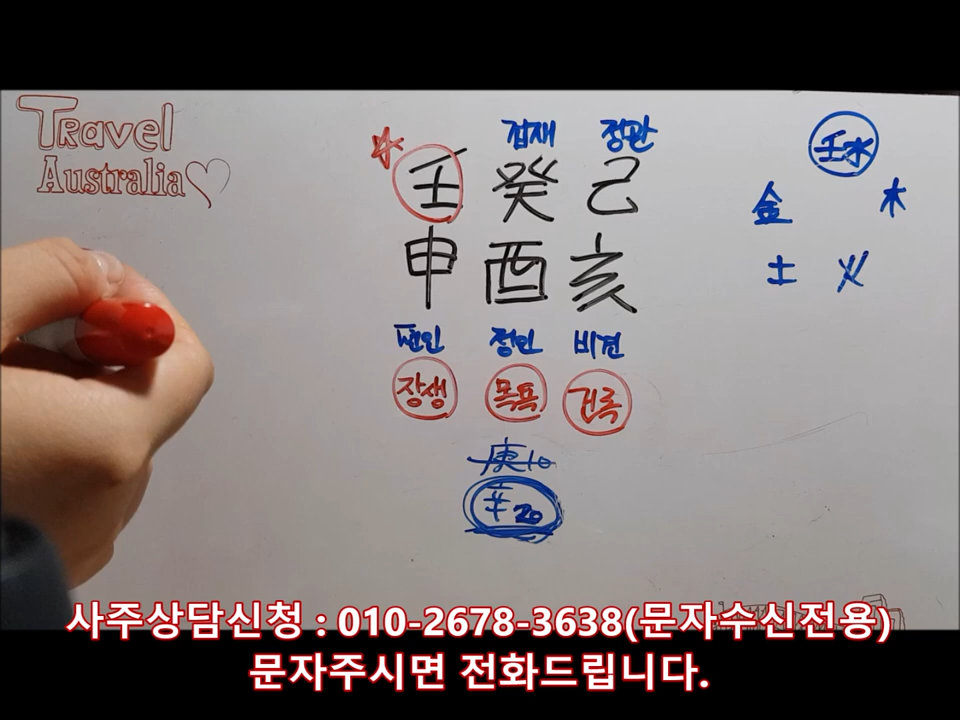 Travel
Australia
水
겁재 정관
壬 癸 己
申 酉 亥
편인 정인 비견
장생 목욕 건록
庚10
辛20
壬水
金 木
土 火
사주상담신청 : 010-2678-3638(문자수신전용)
문자주시면 전화드립니다.